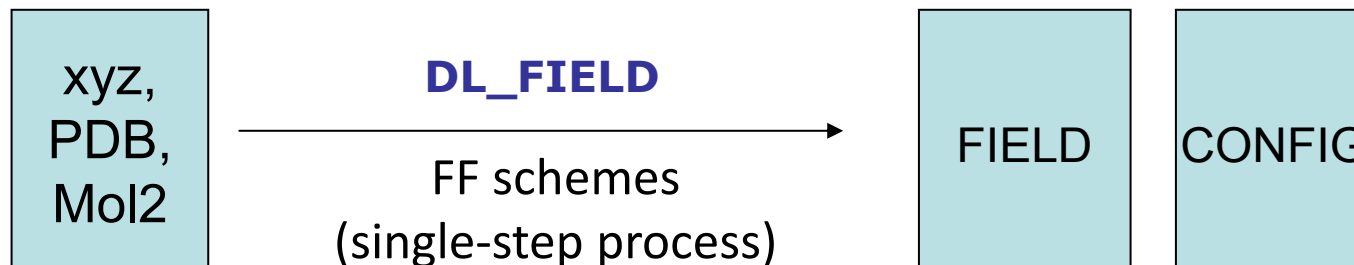 xyz,
PDB,
Mol2
DL_FIELD
FF schemes
(single-step process)
FIELD
CONFIG